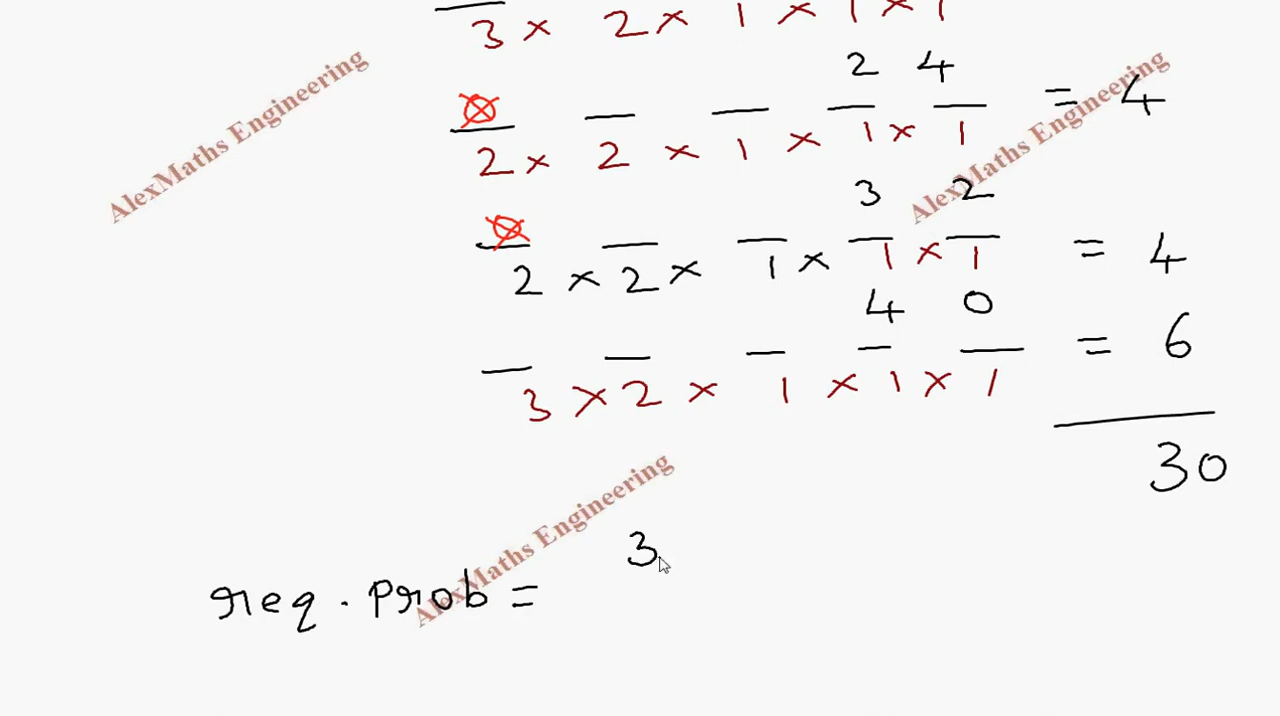 3 × 2 × 1 × 1 × 1
2 4
2 × 2 × 1 × 1 × 1 = 4
3 2
2 × 2 × 1 × 1 × 1 = 4
4 0
3 × 2 × 1 × 1 × 1 = 6
30
req. prob = 3
AlexMaths Engineering
AlexMaths Engineering
AlexMaths Engineering